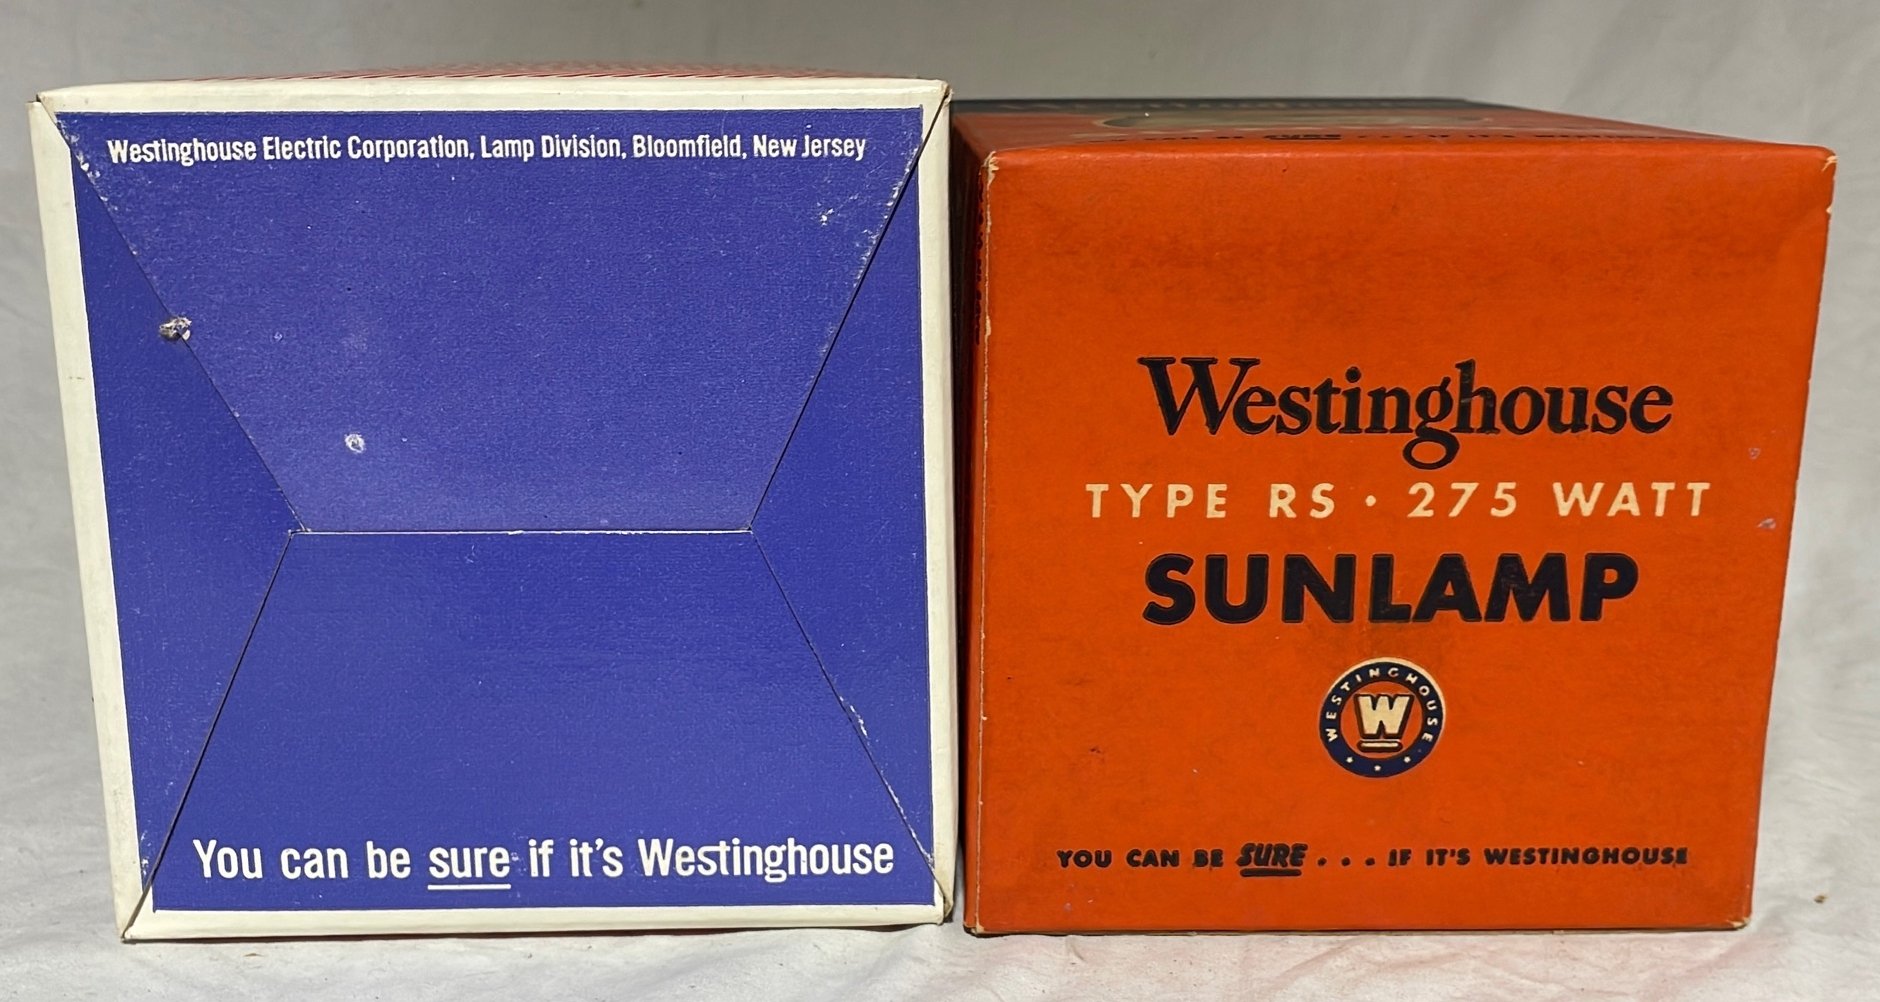 Westinghouse Electric Corporation, Lamp Division, Bloomfield, New Jersey
You can be sure if it's Westinghouse
Westinghouse
TYPE RS · 275 WATT
SUNLAMP
WESTINGHOUSE
W
YOU CAN BE SURE . . . IF IT'S WESTINGHOUSE